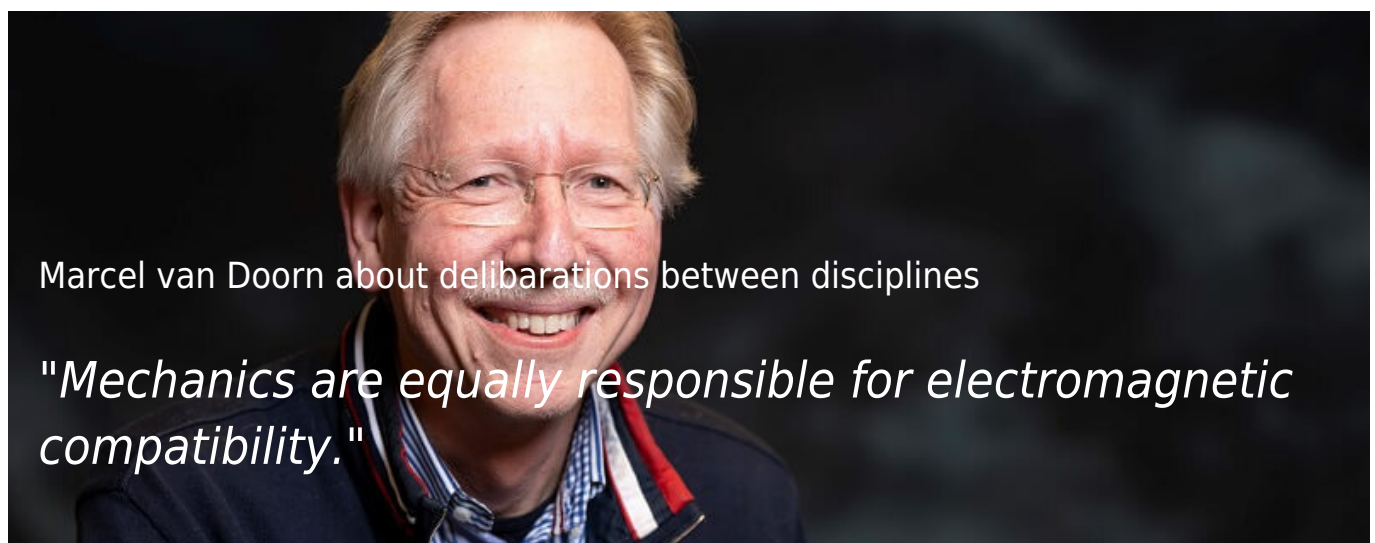 Marcel van Doorn about delibarations between disciplines
"Mechanics are equally responsible for electromagnetic
compatibility."